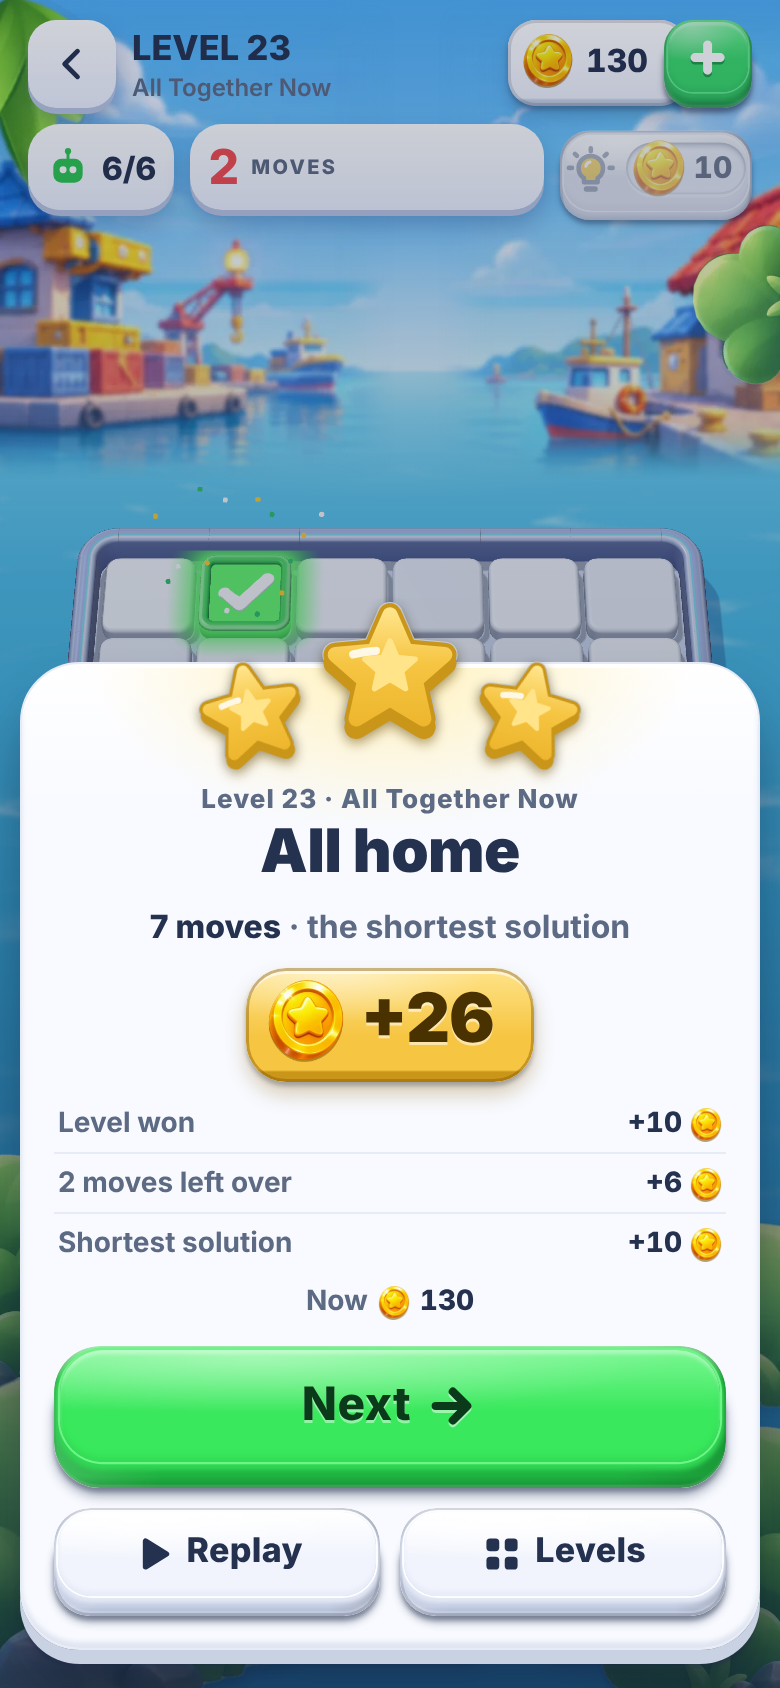 LEVEL 23
All Together Now
130
6/6
2 MOVES
10
Level 23 · All Together Now
All home
7 moves · the shortest solution
+26
Level won +10
2 moves left over +6
Shortest solution +10
Now 130
Next
Replay
Levels